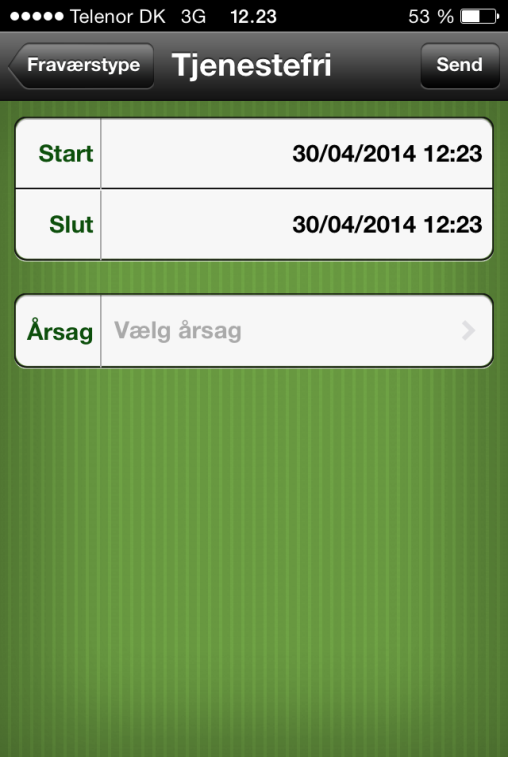 ●●●●● Telenor DK 3G 12.23 53 %
Fraværstype Tjenestefri Send
Start 30/04/2014 12:23
Slut 30/04/2014 12:23
Årsag Vælg årsag